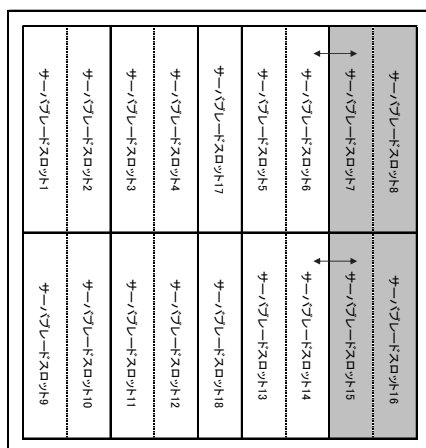 サーバブレードスロット1
サーバブレードスロット2
サーバブレードスロット3
サーバブレードスロット4
サーバブレードスロット17
サーバブレードスロット5
サーバブレードスロット6
サーバブレードスロット7
サーバブレードスロット8
サーバブレードスロット9
サーバブレードスロット10
サーバブレードスロット11
サーバブレードスロット12
サーバブレードスロット18
サーバブレードスロット13
サーバブレードスロット14
サーバブレードスロット15
サーバブレードスロット16